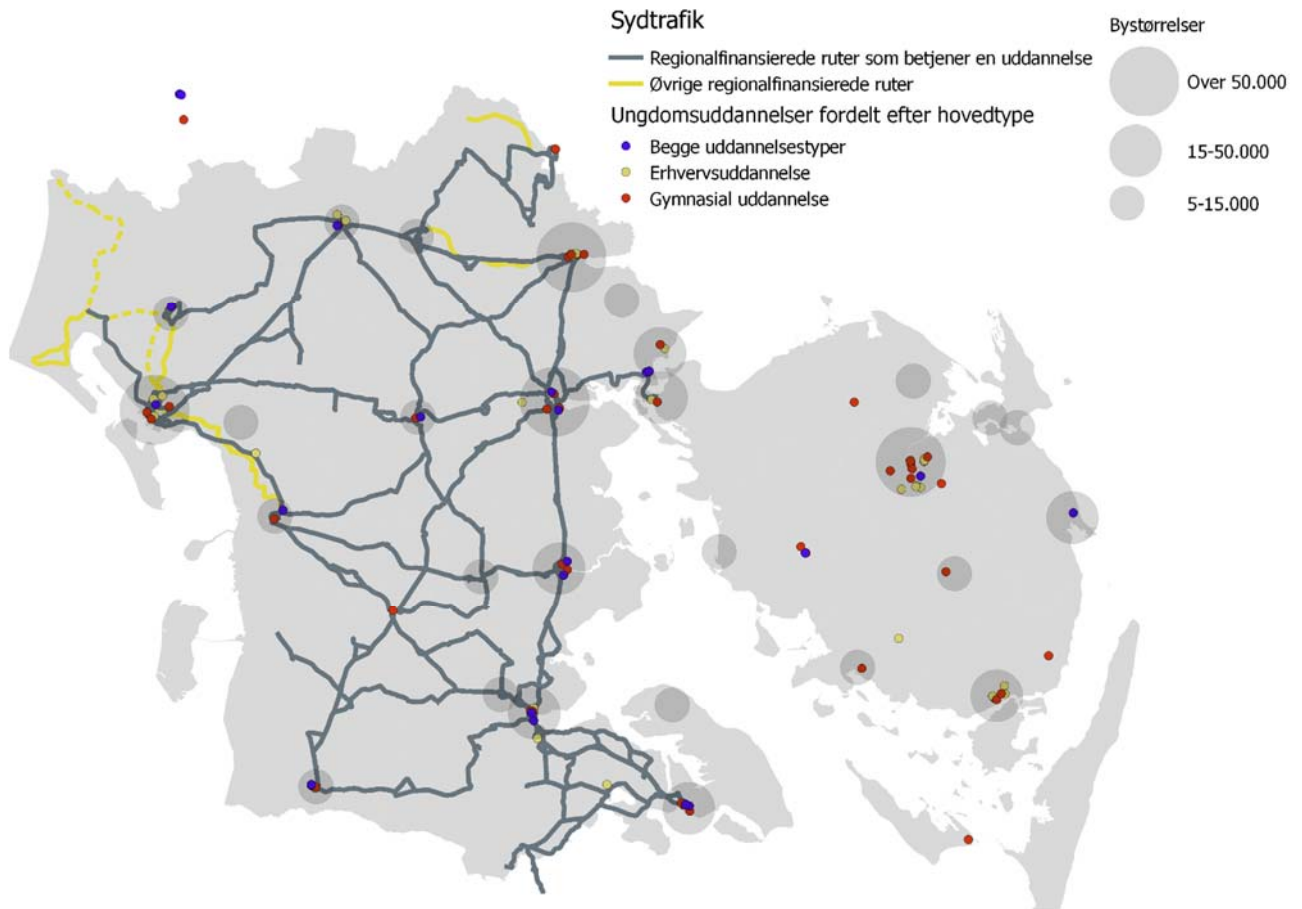 Sydtrafik
Regionalfinansierede ruter som betjener en uddannelse
Øvrige regionalfinansierede ruter
Ungdomsuddannelser fordelt efter hovedtype
Begge uddannelsestyper
Erhvervsuddannelse
Gymnasial uddannelse
Bystørrelser
Over 50.000
15-50.000
5-15.000